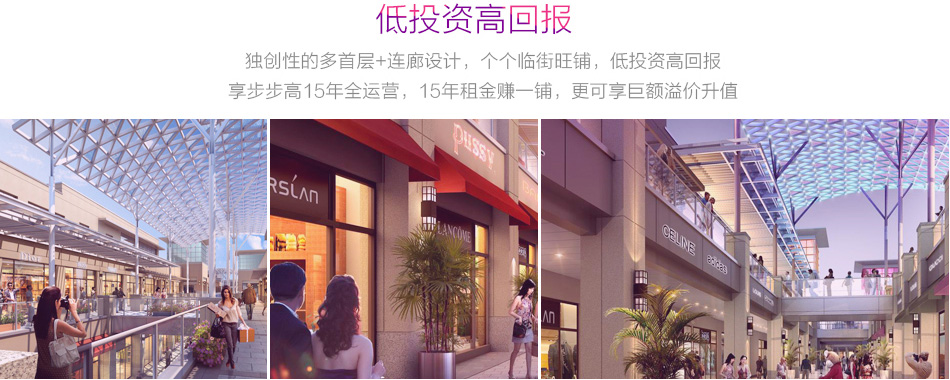 低投资高回报
独创性的多首层+连廊设计，个个临街旺铺，低投资高回报
享步步高15年全运营，15年租金赚一铺，更可享巨额溢价升值
RSLAN
pussy
LANCÔME
CELINE